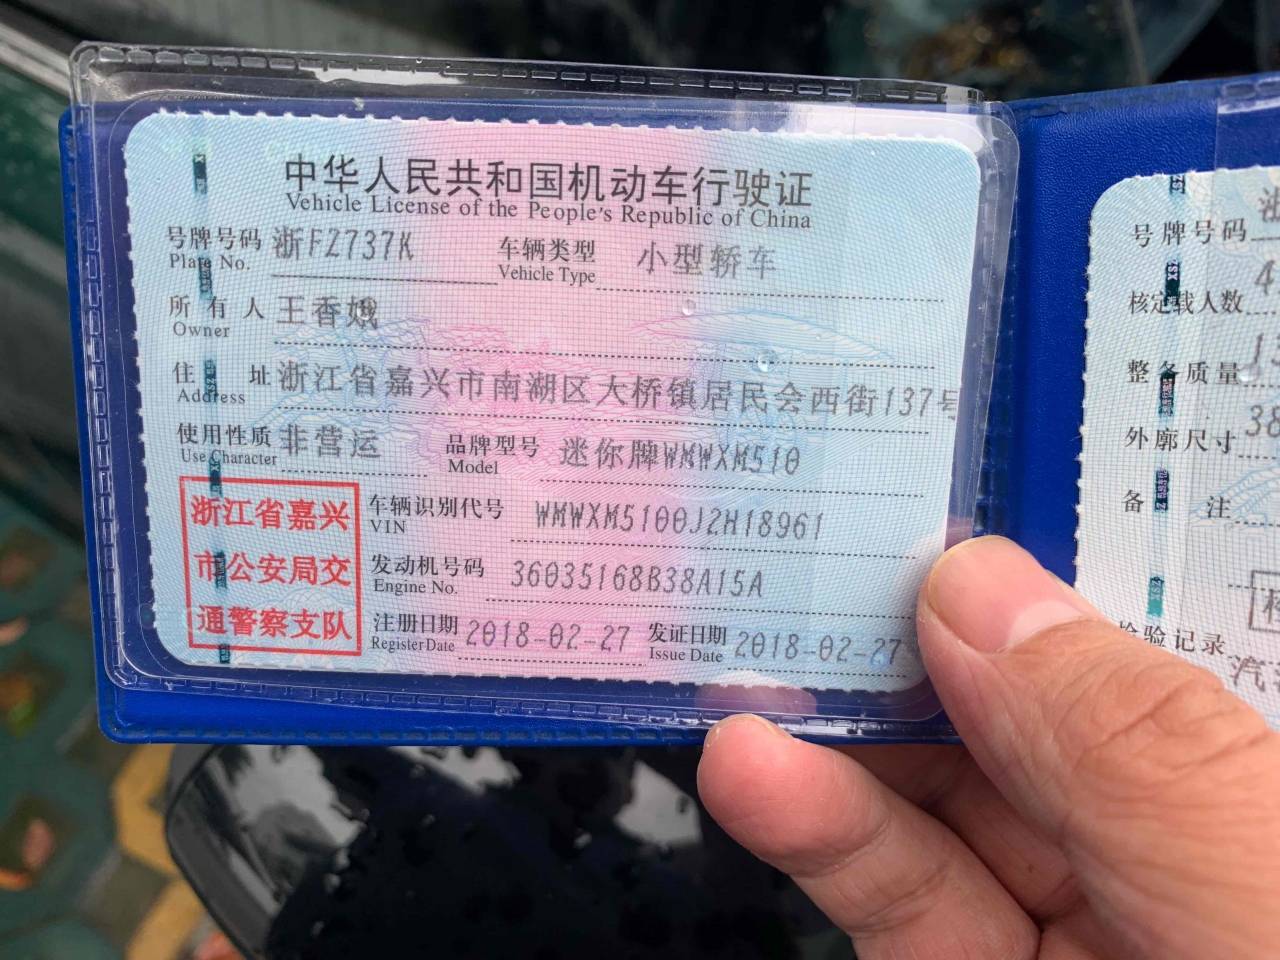 中华人民共和国机动车行驶证
Vehicle License of the People's Republic of China
号牌号码 浙FZ737K 车辆类型 小型轿车
Plate No. Vehicle Type
所有人 王香娥
Owner
住址 浙江省嘉兴市南湖区大桥镇居民会西街137号
Address
使用性质 非营运 品牌型号 迷你牌WMWXM510
Use Character Model
浙江省嘉兴
市公安局交
通警察支队
车辆识别代号 WMWXM5100J2H18961
VIN
发动机号码 36035168B38A15A
Engine No.
注册日期 2018-02-27 发证日期 2018-02-27
Register Date Issue Date
号牌号码
核定载人数 4
整备质量 13
外廓尺寸 38
备注
检验记录